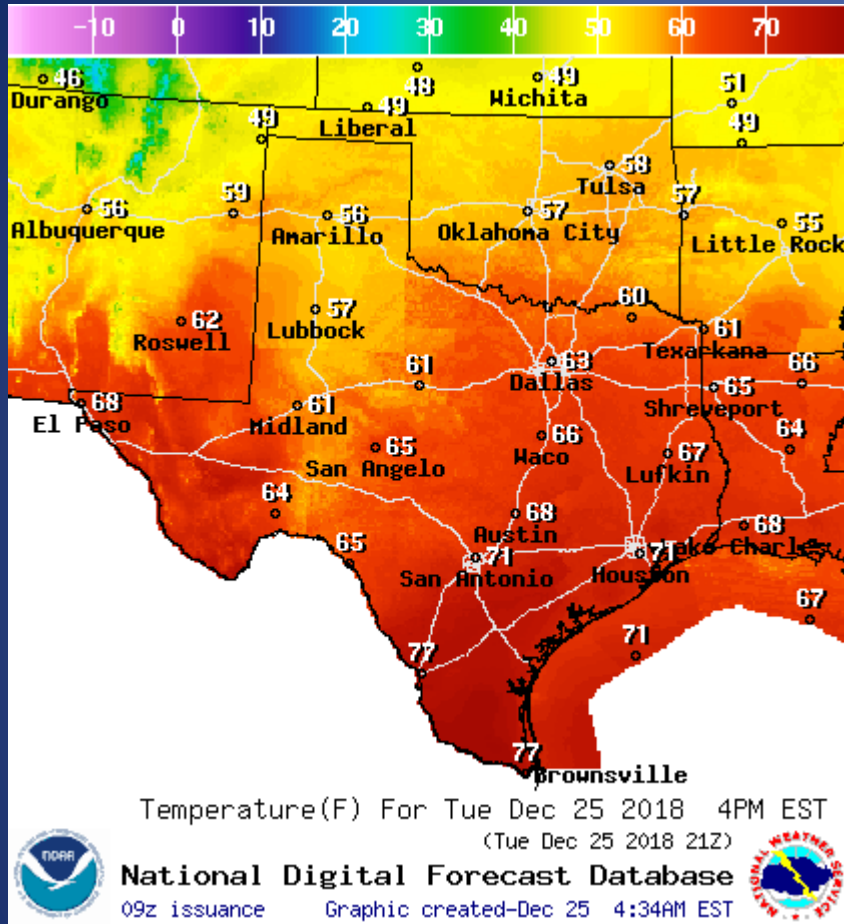 -10 0 10 20 30 40 50 60 70
46
Durango
48
49
Wichita
51
49
Liberal
49
49
58
Tulsa
59
56
Albuquerque
56
Amarillo
57
Oklahoma City
57
55
Little Rock
62
Roswell
57
Lubbock
60
61
Texarkana
63
Dallas
61
66
65
Shreveport
68
El Paso
61
Midland
65
San Angelo
66
Waco
67
Lufkin
64
64
68
Austin
68
Lake Charles
65
71
San Antonio
71
Houston
67
71
77
77
Brownsville
Temperature(F) For Tue Dec 25 2018 4PM EST
(Tue Dec 25 2018 21Z)
National Digital Forecast Database
09z issuance Graphic created-Dec 25 4:34AM EST
NOAA
NATIONAL WEATHER SERVICE